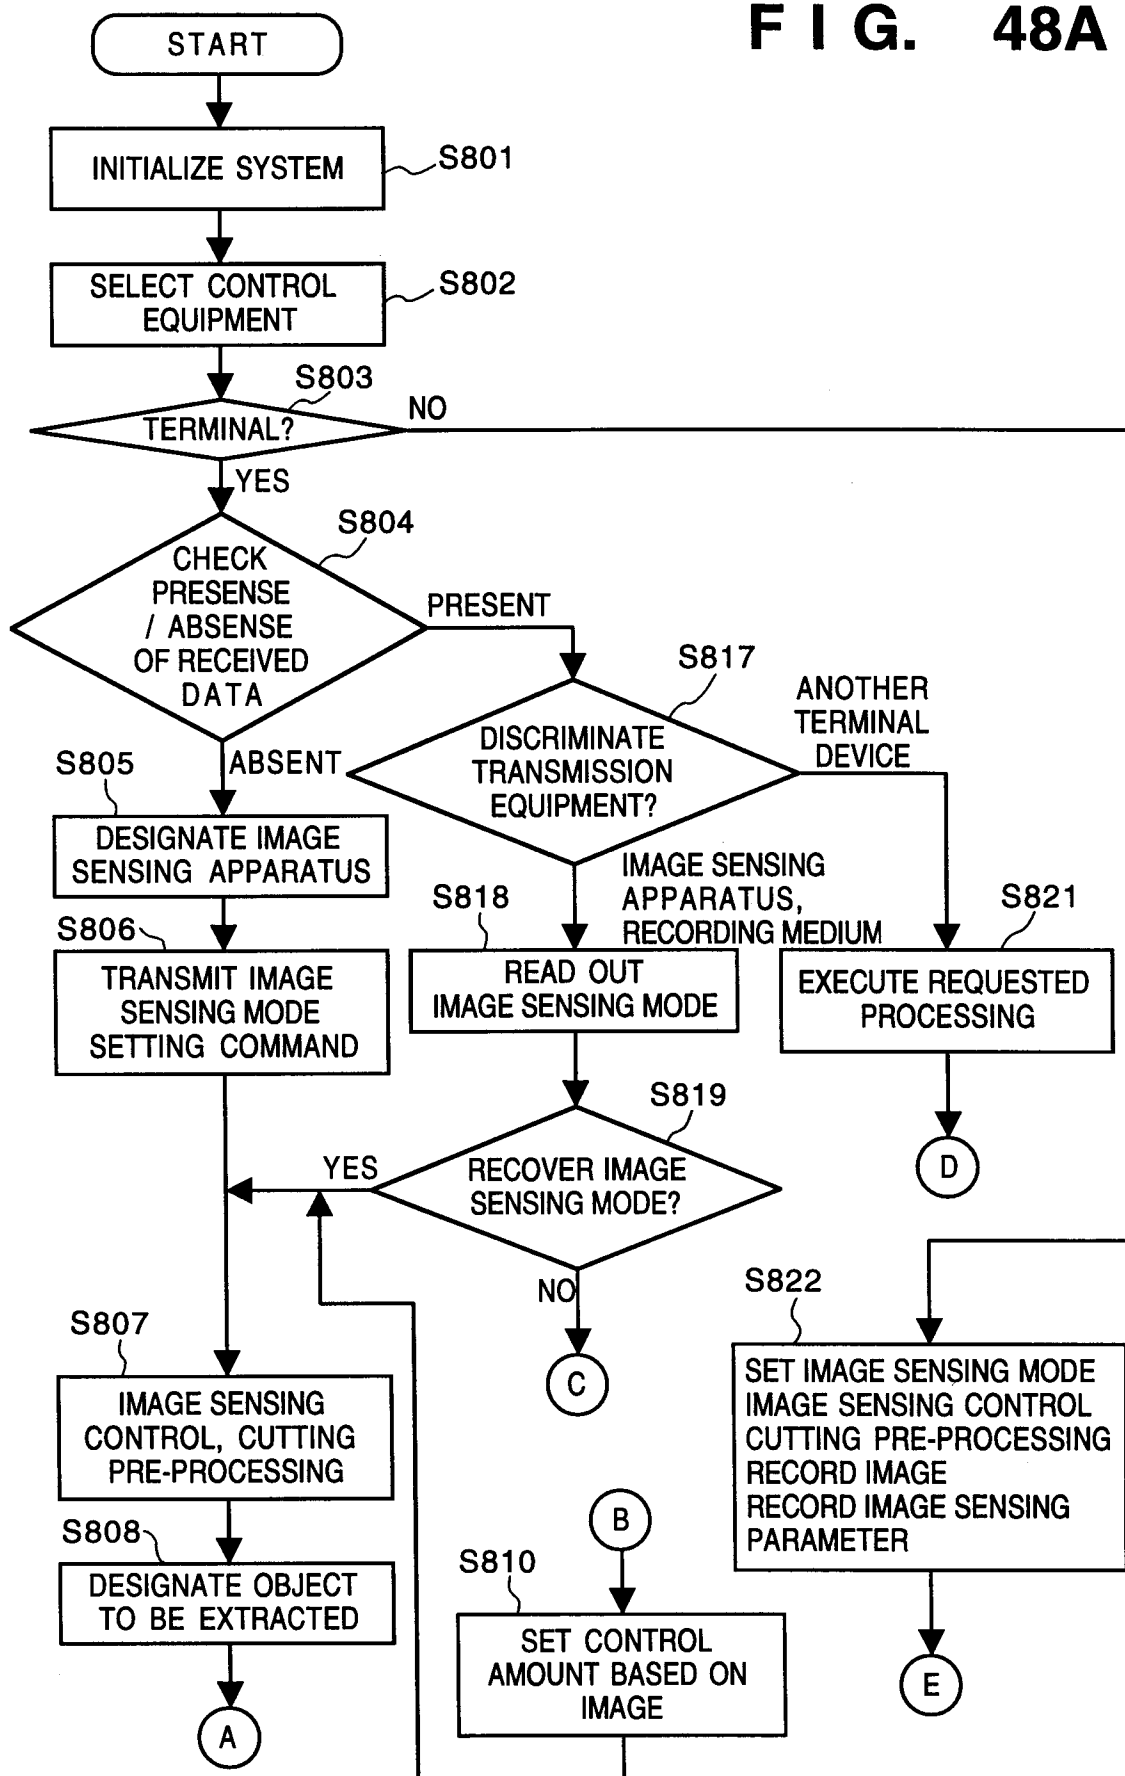 FIG. 48A
START
INITIALIZE SYSTEM
S801
SELECT CONTROL
EQUIPMENT
S802
S803
TERMINAL?
NO
YES
S804
CHECK
PRESENSE
/ ABSENSE
OF RECEIVED
DATA
PRESENT
ABSENT
S817
DISCRIMINATE
TRANSMISSION
EQUIPMENT?
ANOTHER
TERMINAL
DEVICE
S805
DESIGNATE IMAGE
SENSING APPARATUS
IMAGE SENSING
APPARATUS,
RECORDING MEDIUM
S806
TRANSMIT IMAGE
SENSING MODE
SETTING COMMAND
S818
READ OUT
IMAGE SENSING MODE
S821
EXECUTE REQUESTED
PROCESSING
D
S819
RECOVER IMAGE
SENSING MODE?
YES
NO
C
S807
IMAGE SENSING
CONTROL, CUTTING
PRE-PROCESSING
S808
DESIGNATE OBJECT
TO BE EXTRACTED
A
B
S810
SET CONTROL
AMOUNT BASED ON
IMAGE
S822
SET IMAGE SENSING MODE
IMAGE SENSING CONTROL
CUTTING PRE-PROCESSING
RECORD IMAGE
RECORD IMAGE SENSING
PARAMETER
E